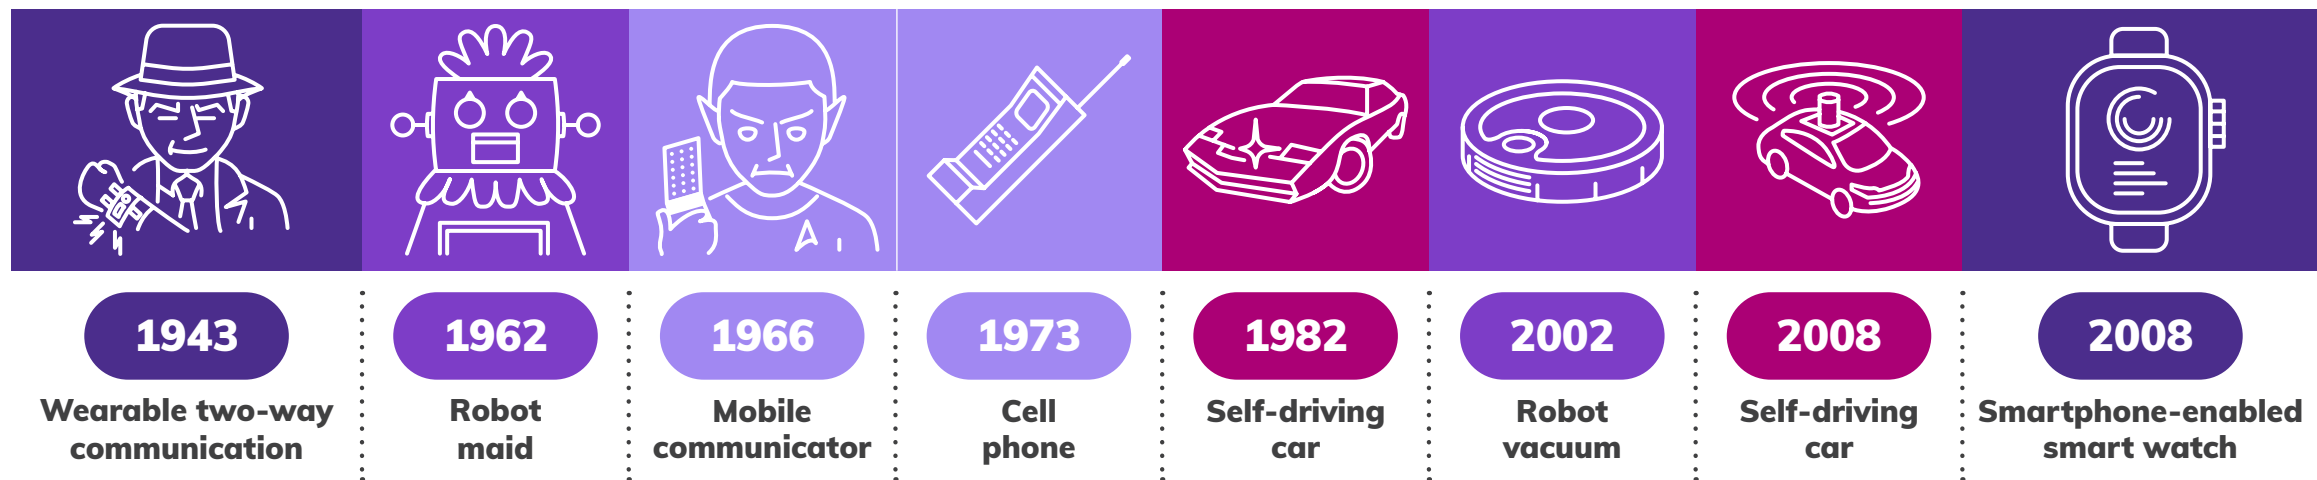 1943
Wearable two-way
communication
1962
Robot
maid
1966
Mobile
communicator
1973
Cell
phone
1982
Self-driving
car
2002
Robot
vacuum
2008
Self-driving
car
2008
Smartphone-enabled
smart watch